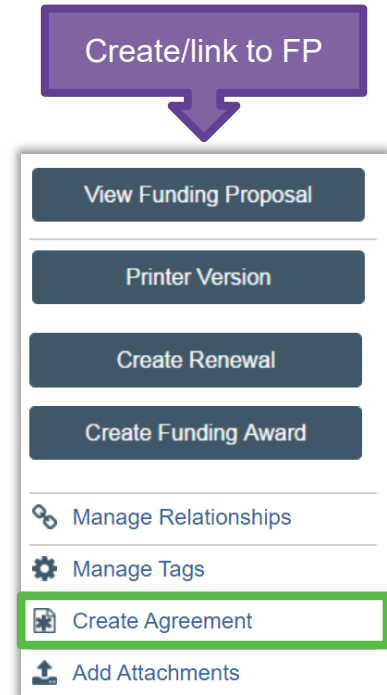 Create/link to FP
View Funding Proposal
Printer Version
Create Renewal
Create Funding Award
Manage Relationships
Manage Tags
Create Agreement
Add Attachments